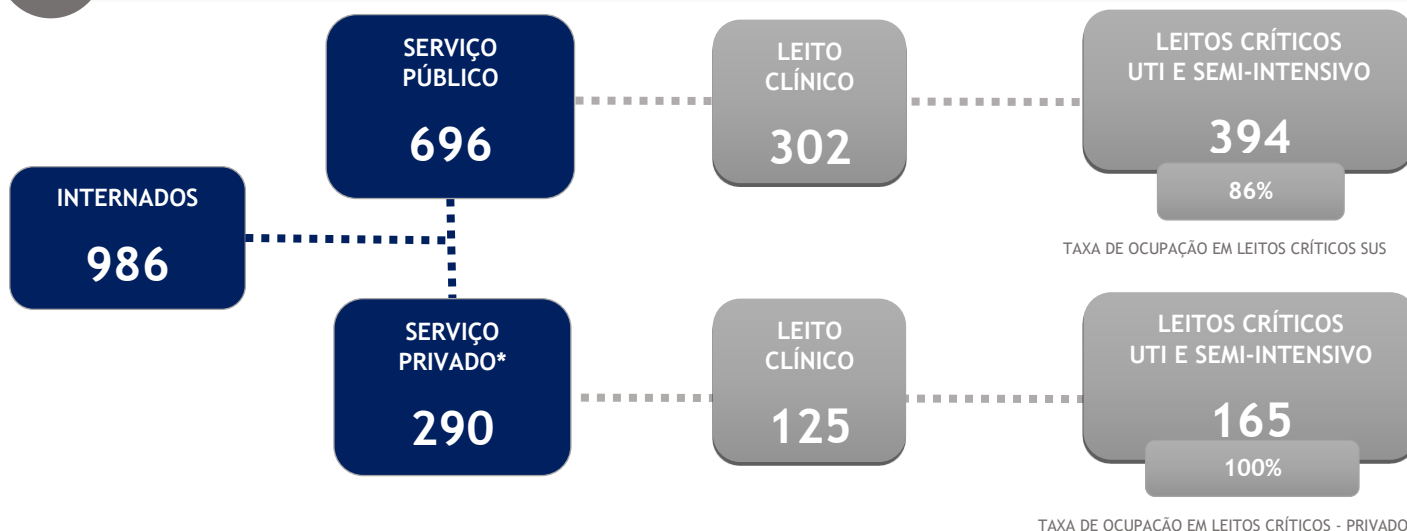 INTERNADOS
986
SERVIÇO
PÚBLICO
696
LEITO
CLÍNICO
302
LEITOS CRÍTICOS
UTI E SEMI-INTENSIVO
394
86%
TAXA DE OCUPAÇÃO EM LEITOS CRÍTICOS SUS
SERVIÇO
PRIVADO*
290
LEITO
CLÍNICO
125
LEITOS CRÍTICOS
UTI E SEMI-INTENSIVO
165
100%
TAXA DE OCUPAÇÃO EM LEITOS CRÍTICOS - PRIVADO